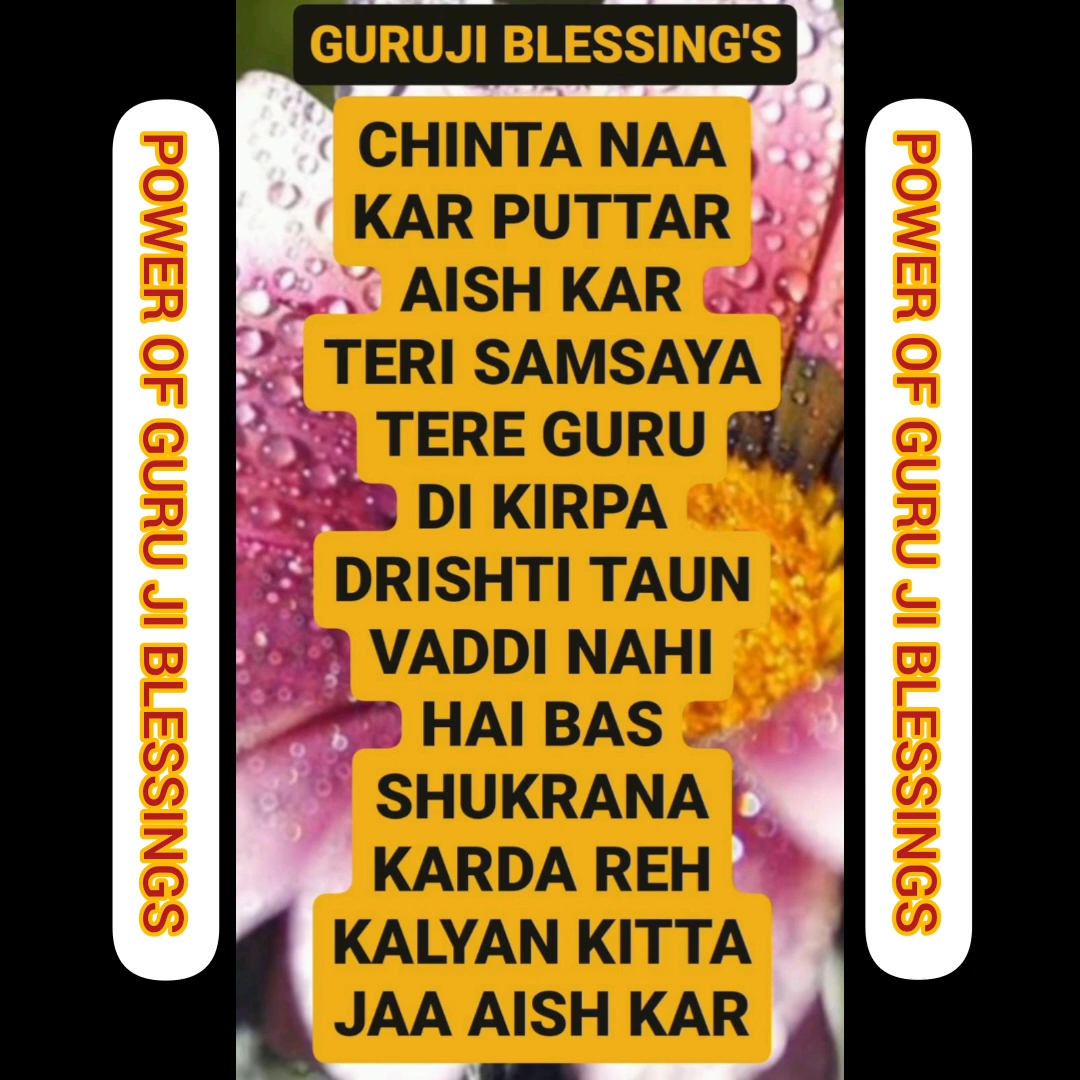 GURUJI BLESSING'S
POWER OF GURU JI BLESSINGS
CHINTA NAA
KAR PUTTAR
AISH KAR
TERI SAMSAYA
TERE GURU
DI KIRPA
DRISHTI TAUN
VADDI NAHI
HAI BAS
SHUKRANA
KARDA REH
KALYAN KITTA
JAA AISH KAR
POWER OF GURU JI BLESSINGS